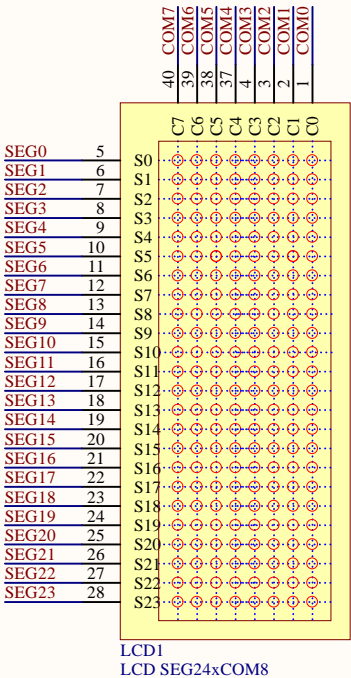 COM7 COM6 COM5 COM4 COM3 COM2 COM1 COM0
40 39 38 37 4 3 2 1
C7 C6 C5 C4 C3 C2 C1 C0
SEG0 5 S0
SEG1 6 S1
SEG2 7 S2
SEG3 8 S3
SEG4 9 S4
SEG5 10 S5
SEG6 11 S6
SEG7 12 S7
SEG8 13 S8
SEG9 14 S9
SEG10 15 S10
SEG11 16 S11
SEG12 17 S12
SEG13 18 S13
SEG14 19 S14
SEG15 20 S15
SEG16 21 S16
SEG17 22 S17
SEG18 23 S18
SEG19 24 S19
SEG20 25 S20
SEG21 26 S21
SEG22 27 S22
SEG23 28 S23
LCD1
LCD SEG24xCOM8